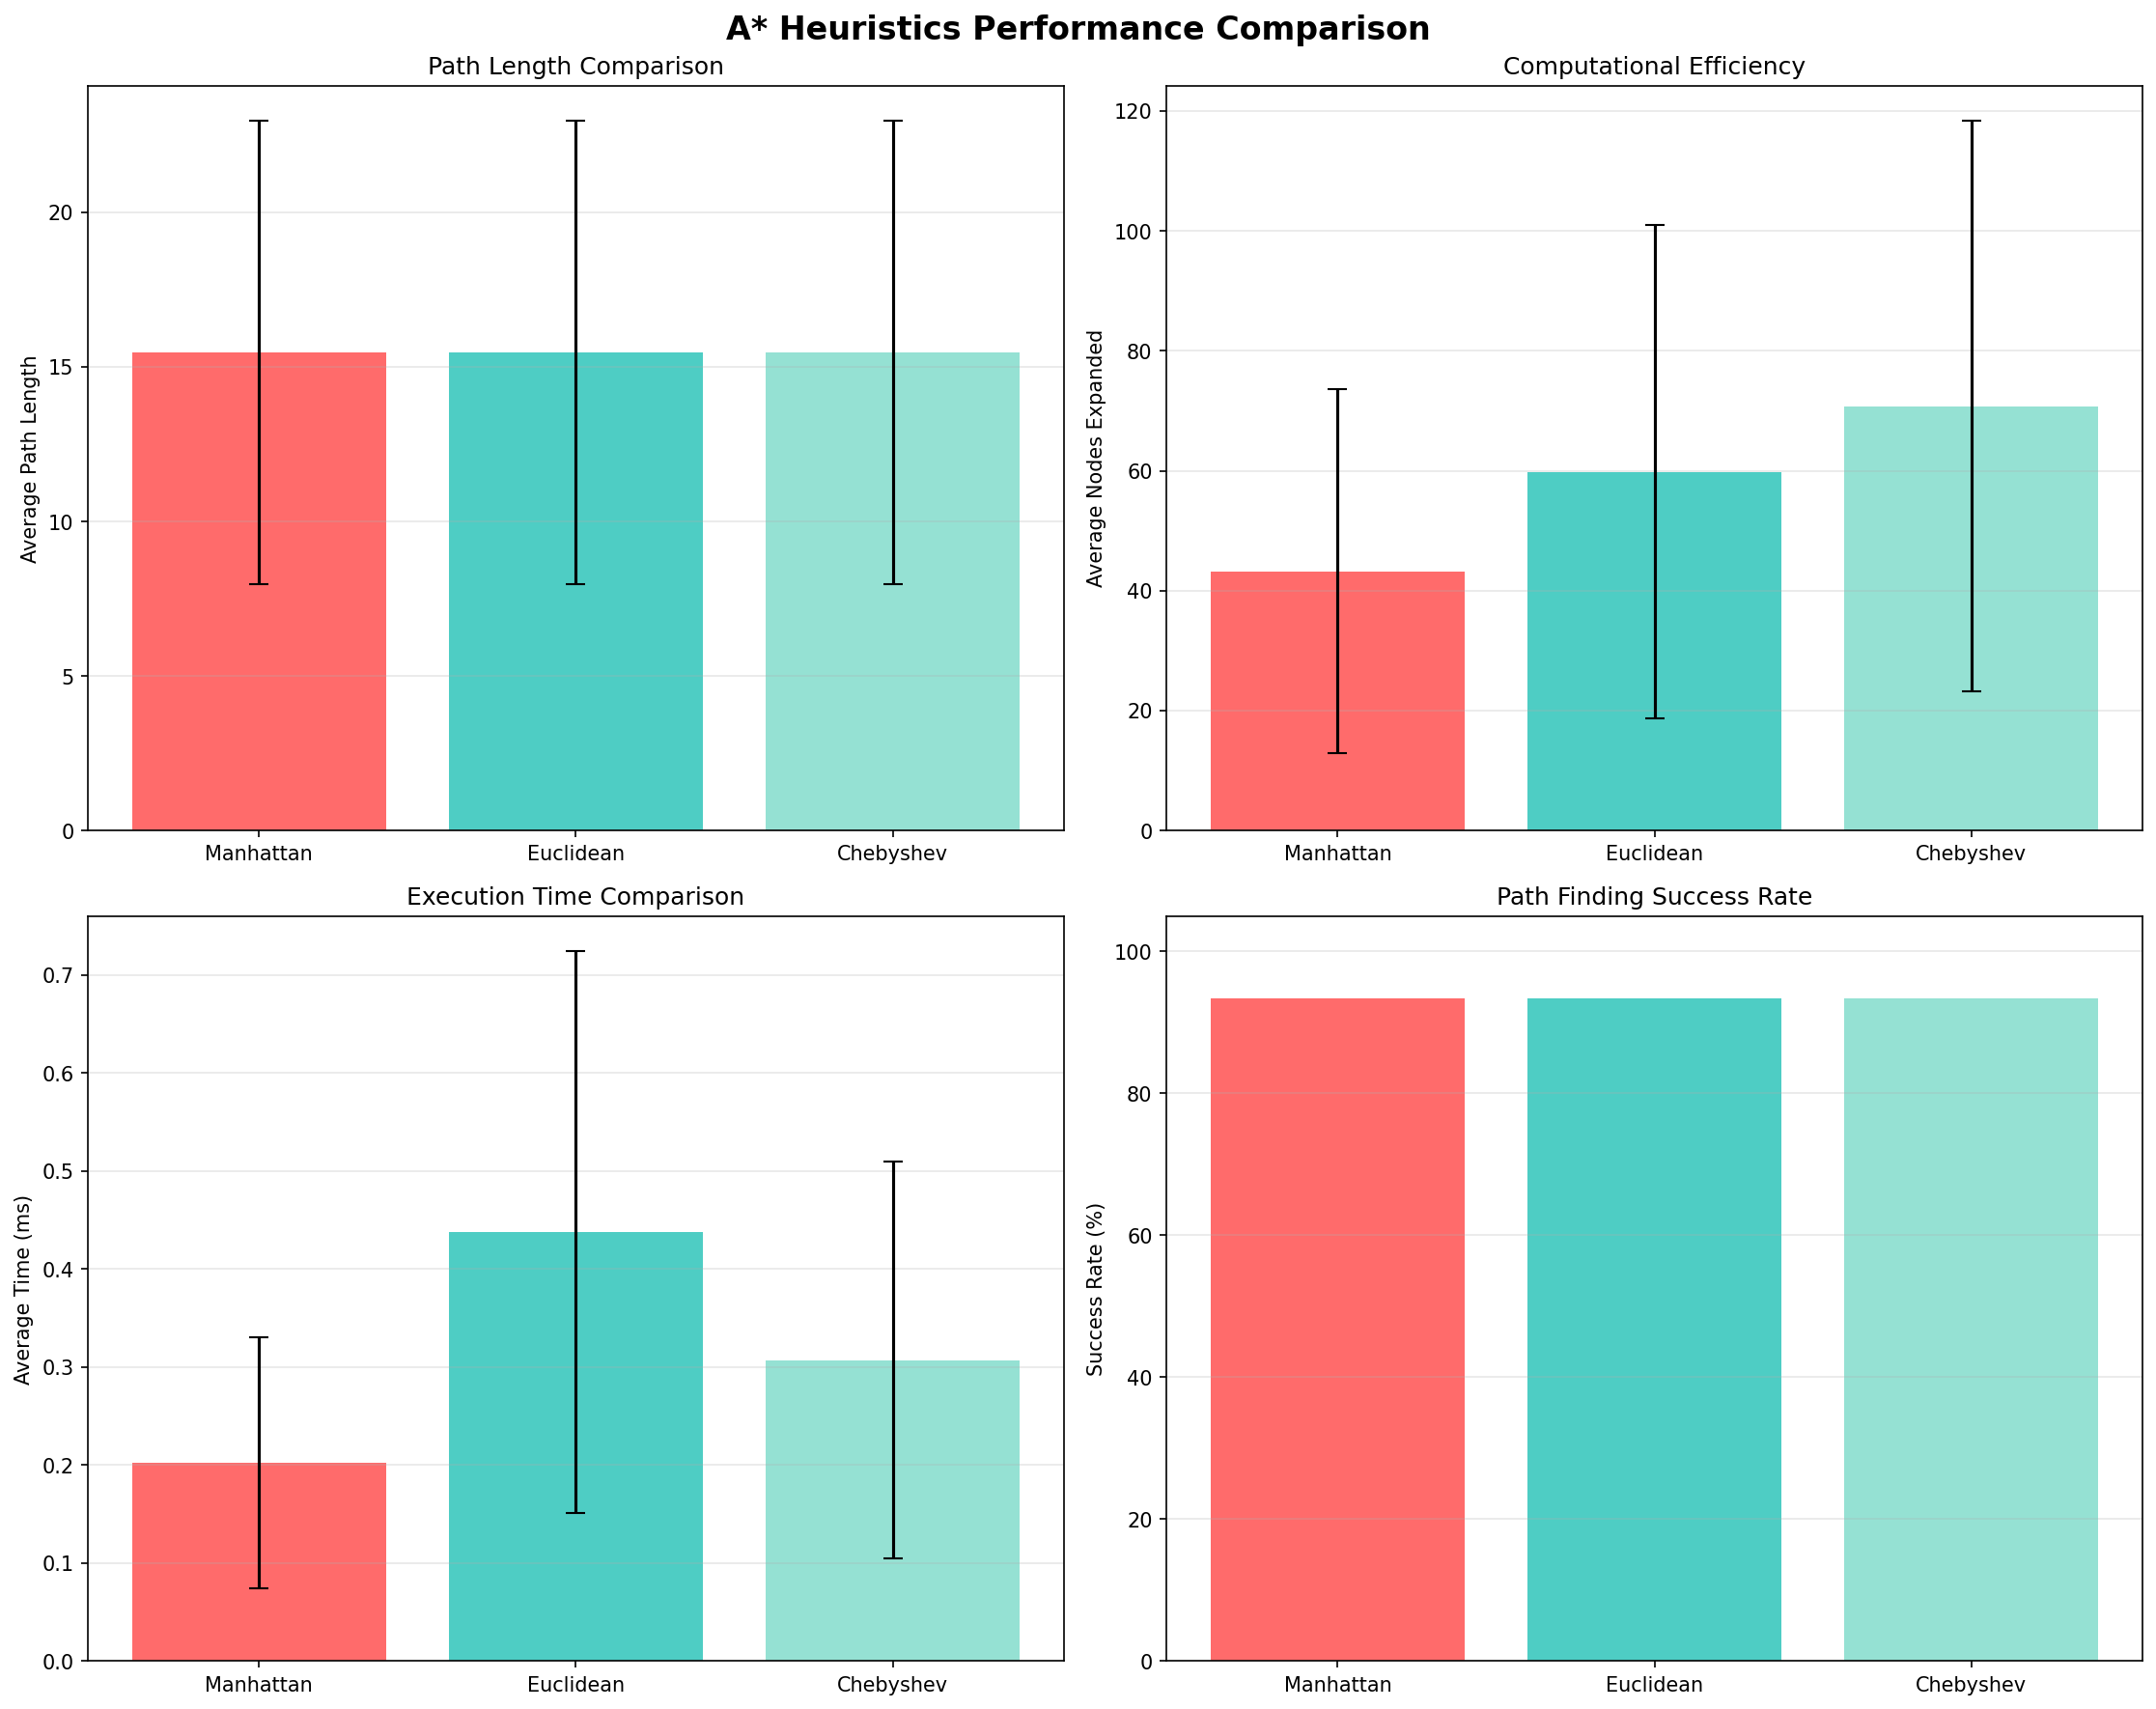 A* Heuristics Performance Comparison
Path Length Comparison
Average Path Length
20
15
10
5
0
Manhattan Euclidean Chebyshev
Computational Efficiency
Average Nodes Expanded
120
100
80
60
40
20
0
Manhattan Euclidean Chebyshev
Execution Time Comparison
Average Time (ms)
0.7
0.6
0.5
0.4
0.3
0.2
0.1
0.0
Manhattan Euclidean Chebyshev
Path Finding Success Rate
Success Rate (%)
100
80
60
40
20
0
Manhattan Euclidean Chebyshev